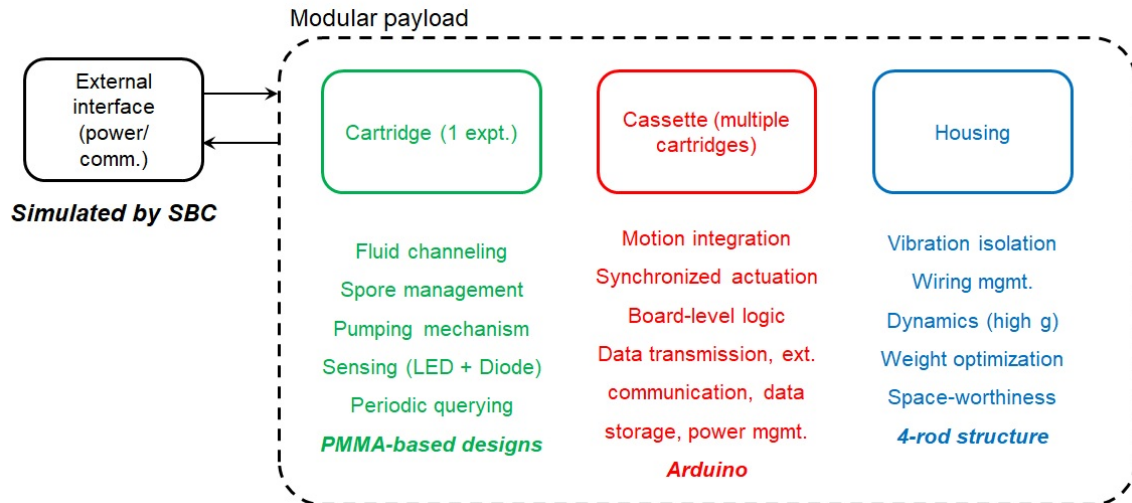 Modular payload
External
interface
(power/
comm.)
Simulated by SBC
Cartridge (1 expt.)
Fluid channeling
Spore management
Pumping mechanism
Sensing (LED + Diode)
Periodic querying
PMMA-based designs
Cassette (multiple
cartridges)
Motion integration
Synchronized actuation
Board-level logic
Data transmission, ext.
communication, data
storage, power mgmt.
Arduino
Housing
Vibration isolation
Wiring mgmt.
Dynamics (high g)
Weight optimization
Space-worthiness
4-rod structure